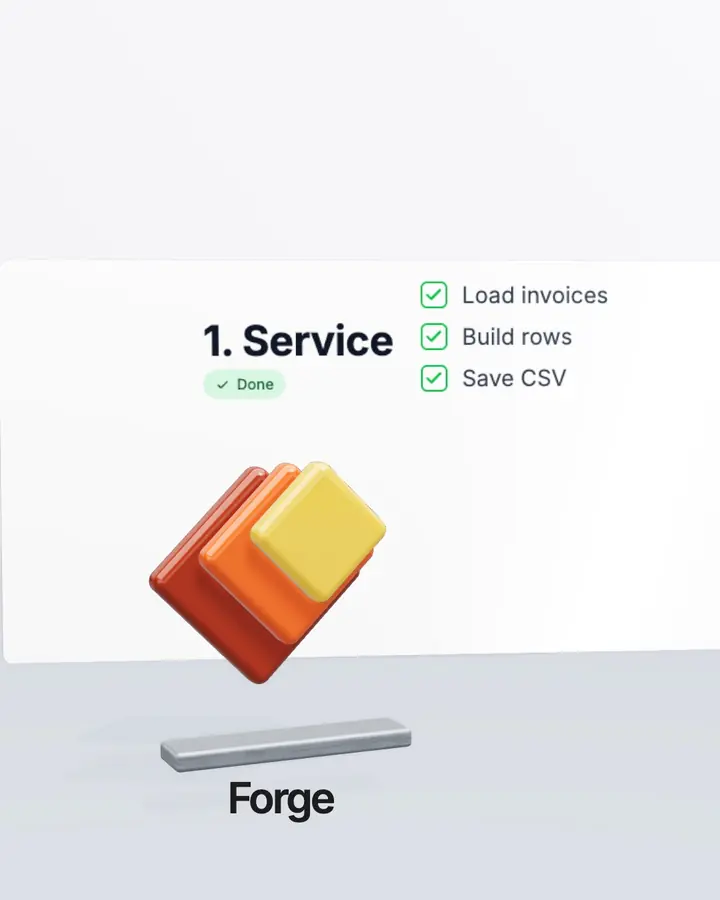 1. Service
Done
Load invoices
Build rows
Save CSV
Forge